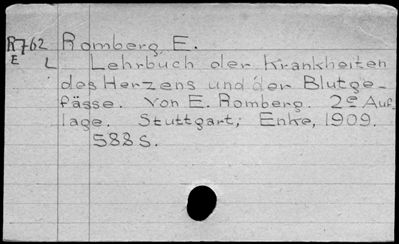 R762 Romberg, E.
E L Lehrbuch der Krankheiten
des Herzens und der Blutge-
fässe. Von E. Romberg. 2e Auf
lage. Stuttgart; Enke, 1909.
588 S.